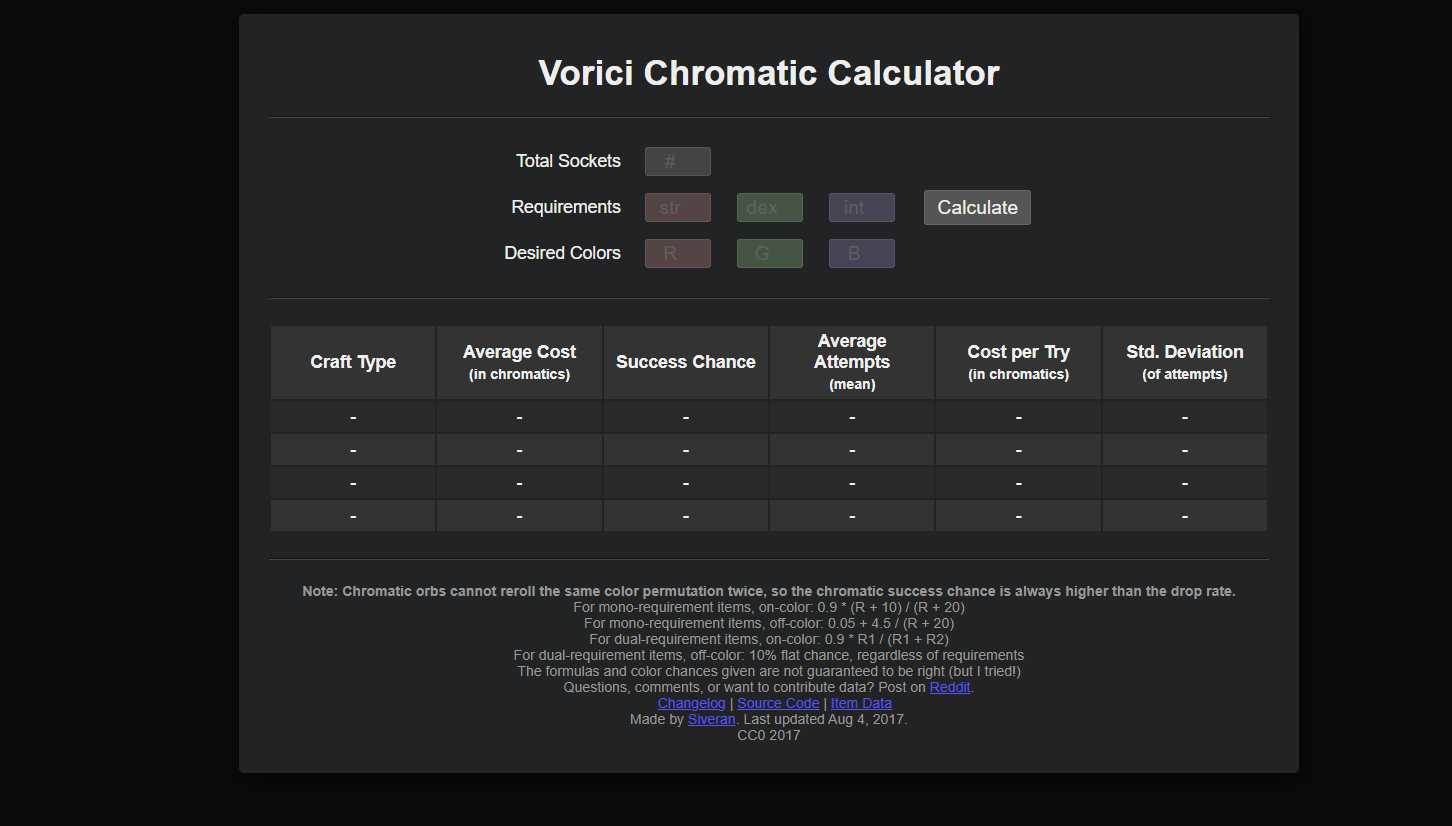 Vorici Chromatic Calculator
Total Sockets #
Requirements str dex int Calculate
Desired Colors R G B
Craft Type
Average Cost
(in chromatics)
Success Chance
Average
Attempts
(mean)
Cost per Try
(in chromatics)
Std. Deviation
(of attempts)
- - - - - -
- - - - - -
- - - - - -
- - - - - -
Note: Chromatic orbs cannot reroll the same color permutation twice, so the chromatic success chance is always higher than the drop rate.
For mono-requirement items, on-color: 0.9 * (R + 10) / (R + 20)
For mono-requirement items, off-color: 0.05 + 4.5 / (R + 20)
For dual-requirement items, on-color: 0.9 * R1 / (R1 + R2)
For dual-requirement items, off-color: 10% flat chance, regardless of requirements
The formulas and color chances given are not guaranteed to be right (but I tried!)
Questions, comments, or want to contribute data? Post on Reddit.
Changelog | Source Code | Item Data
Made by Siveran. Last updated Aug 4, 2017.
CC0 2017